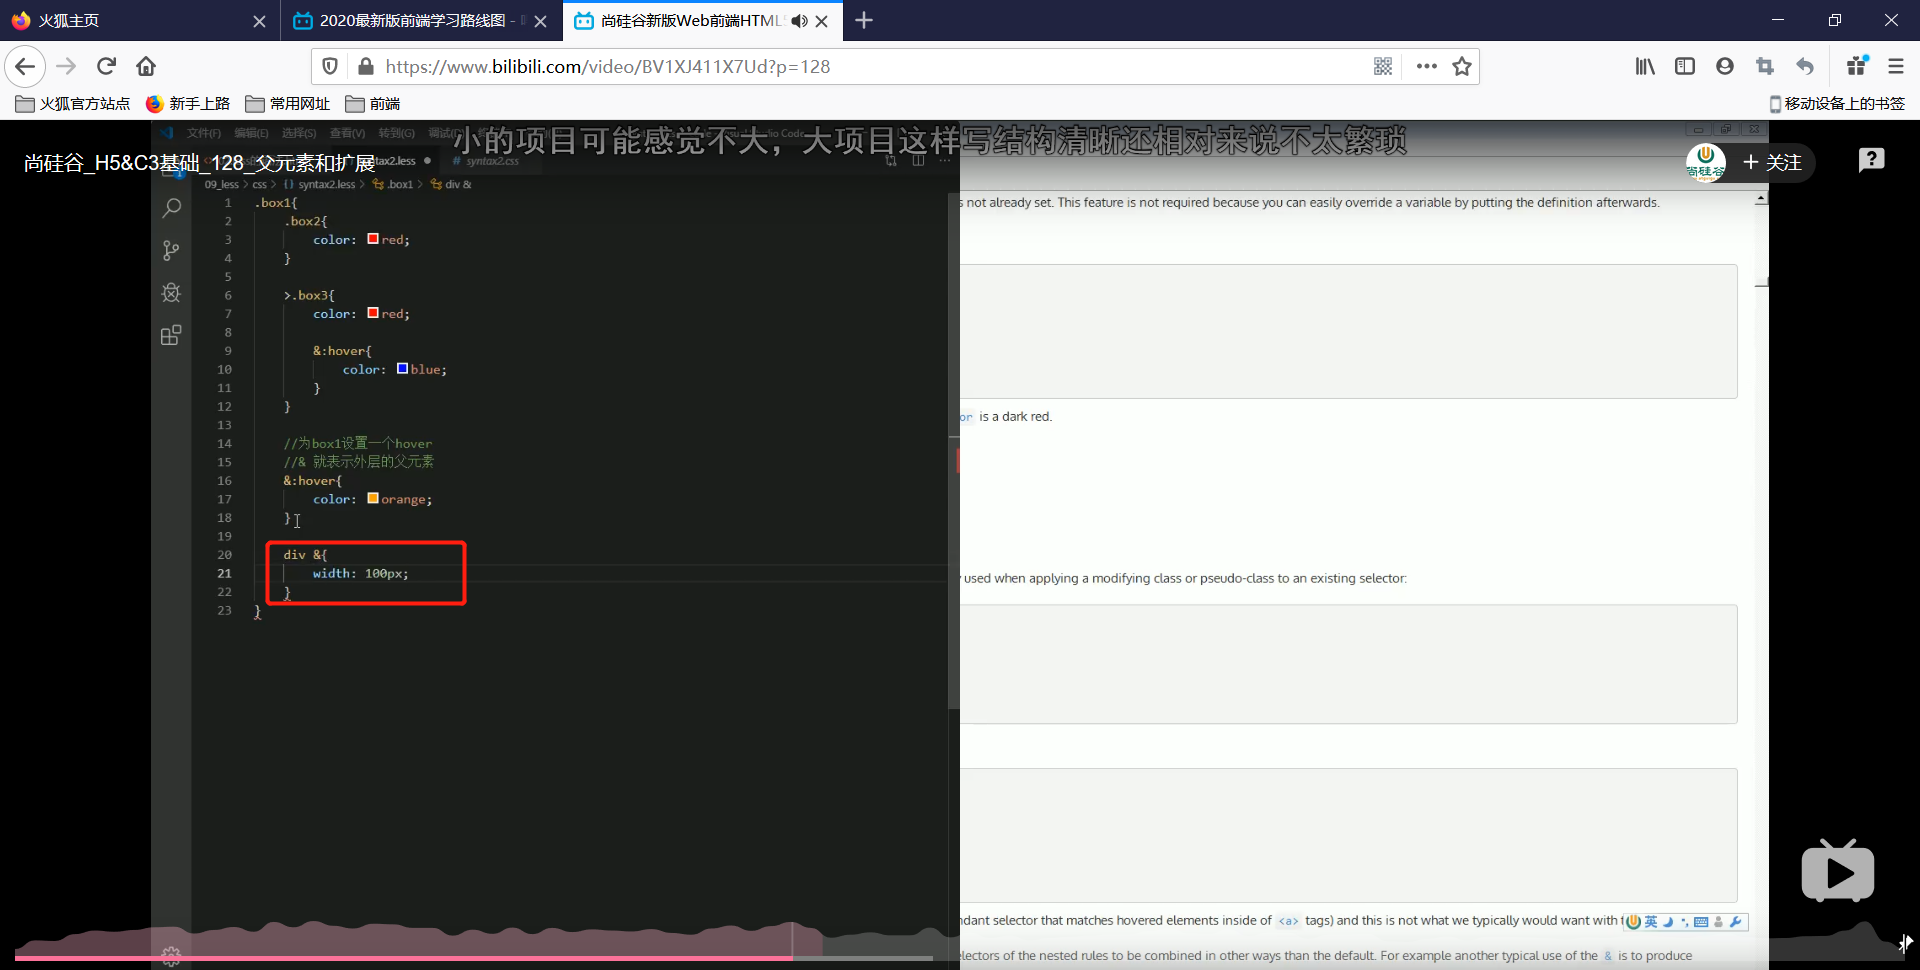 火狐主页
2020最新版前端学习路线图 -
尚硅谷新版Web前端HTML
https://www.bilibili.com/video/BV1XJ411X7Ud?p=128
火狐官方站点
新手上路
常用网址
前端
移动设备上的书签
文件(F) 编辑(E) 选择(S) 查看(V) 转到(G)
小的项目可能感觉不大，大项目这样写结构清晰还相对来说不太繁琐
尚硅谷_H5&C3基础_128_父元素和扩展
tax2.less
# syntax2.css
+ 关注
09_less > css > {} syntax2.less > .box1 > div &
1 .box1{
2 .box2{
3 color: red;
4 }
5
6 >.box3{
7 color: red;
8
9 &:hover{
10 color: blue;
11 }
12 }
13
14 //为box1设置一个hover
15 //& 就表示外层的父元素
16 &:hover{
17 color: orange;
18 }
19
20 div &{
21 width: 100px;
22 }
23 }
s not already set. This feature is not required because you can easily override a variable by putting the definition afterwards.
or is a dark red.
used when applying a modifying class or pseudo-class to an existing selector:
ndant selector that matches hovered elements inside of <a> tags) and this is not what we typically would want with
英
electors of the nested rules to be combined in other ways than the default. For example another typical use of the & is to produce